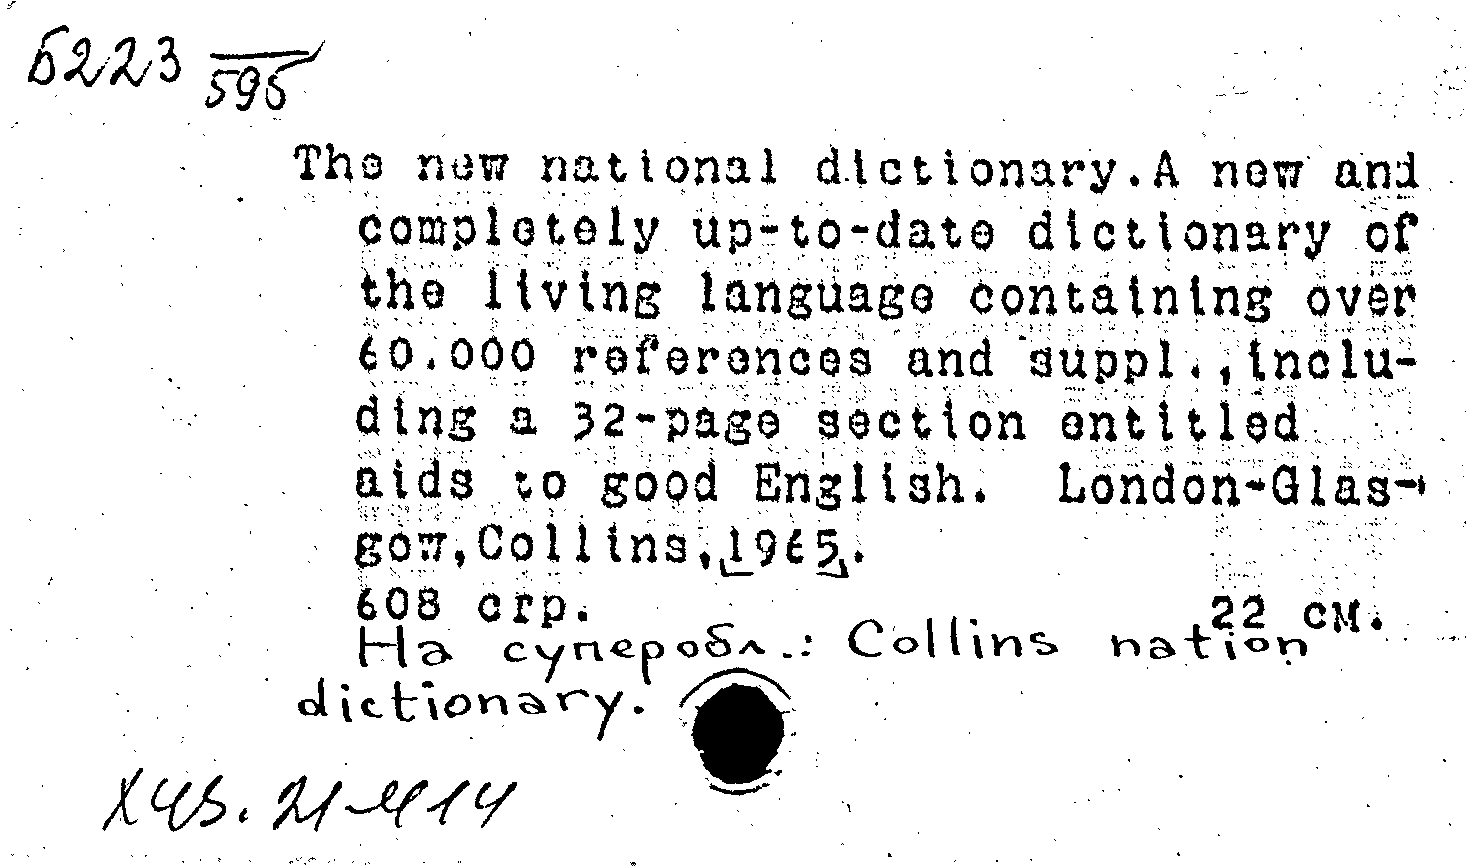 Б223
595
The new national dictionary. A new and
completely up-to-date dictionary of
the living language containing over
60.000 references and suppl.,inclu-
ding a 32-page section entitled
aids to good English. London-Glas-
gow,Collins,[1965].
608 стр. 22 см.
На суперобл.: Collins nation
dictionary.
Х43.21-414